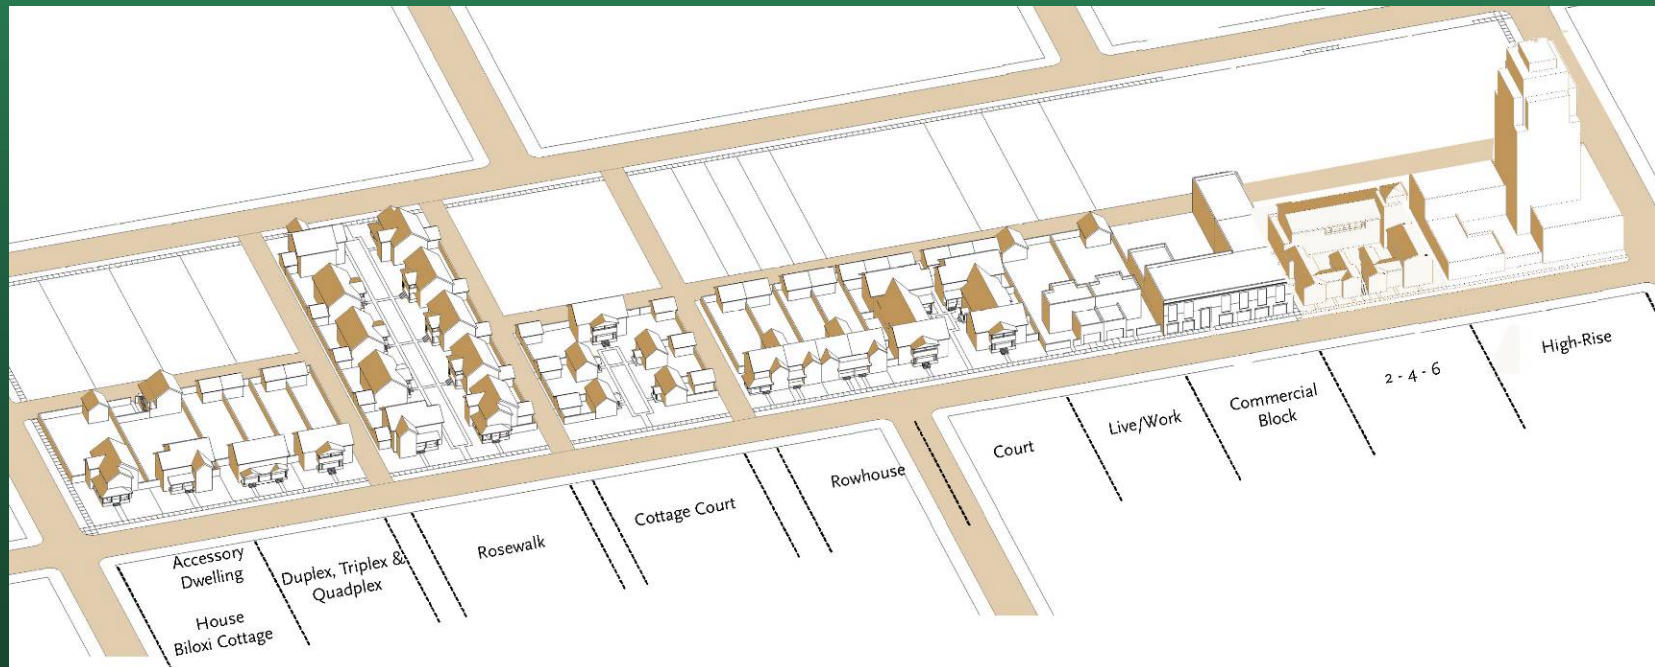 Accessory
Dwelling
House
Biloxi Cottage
Duplex, Triplex &
Quadplex
Rosewalk
Cottage Court
Rowhouse
Court
Live/Work
Commercial
Block
2 - 4 - 6
High-Rise